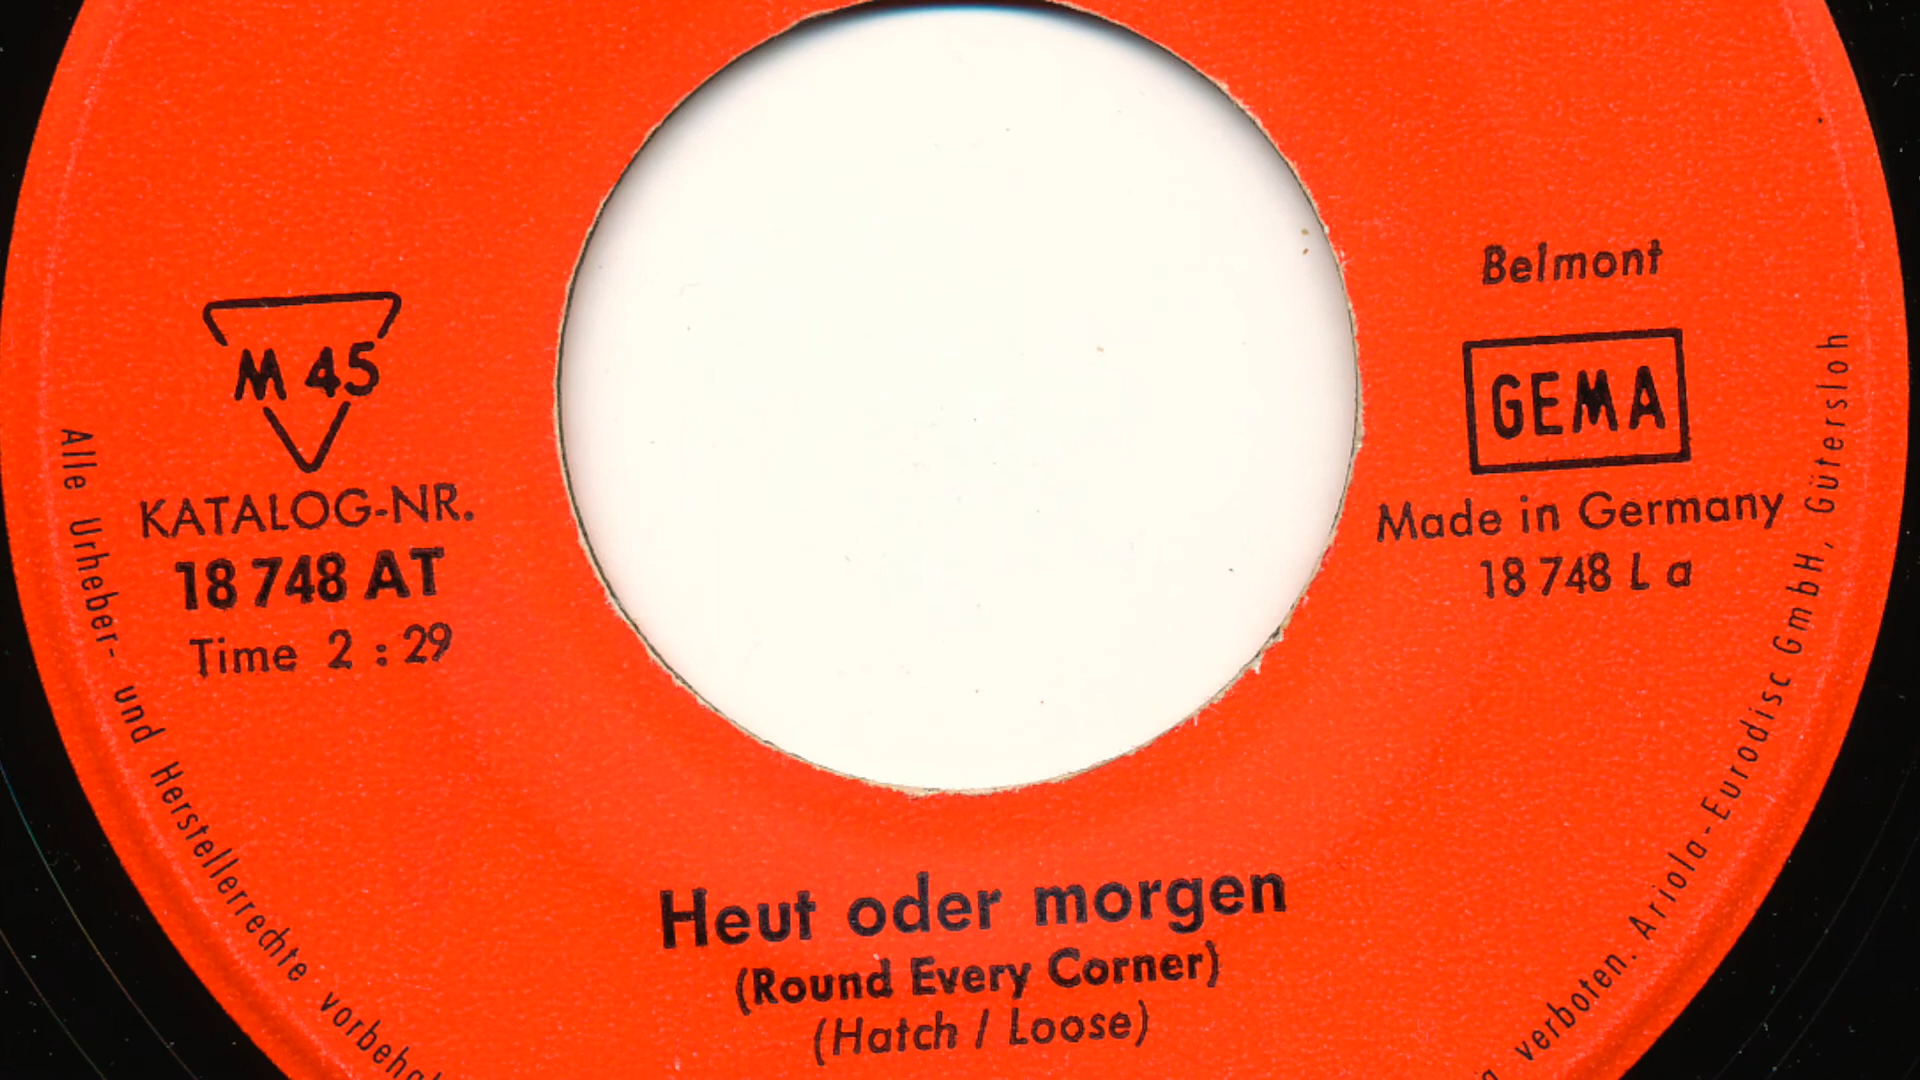 M 45
KATALOG-NR.
18 748 AT
Time 2 : 29
Belmont
GEMA
Made in Germany
18 748 L a
Heut oder morgen
(Round Every Corner)
(Hatch / Loose)
Alle Urheber- und Herstellerrechte
verboten. Ariola-Eurodisc GmbH, Gütersloh